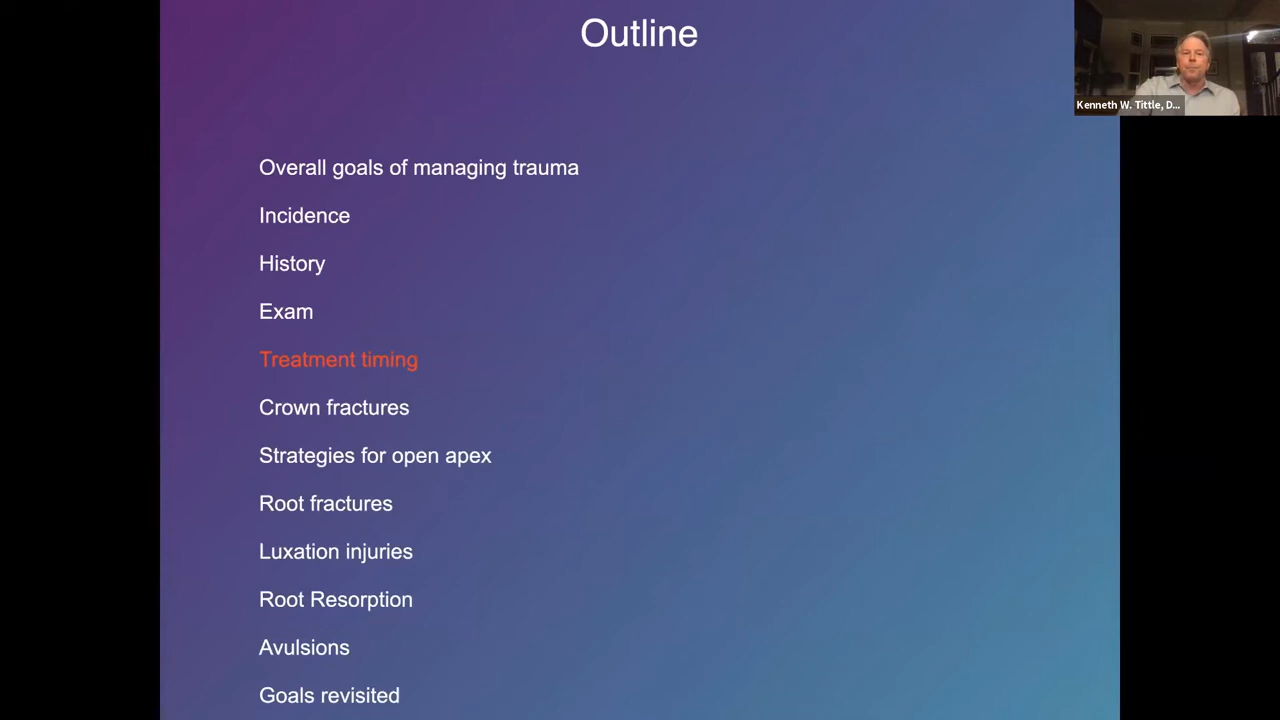 Outline
Kenneth W. Tittle, D...
Overall goals of managing trauma
Incidence
History
Exam
Treatment timing
Crown fractures
Strategies for open apex
Root fractures
Luxation injuries
Root Resorption
Avulsions
Goals revisited